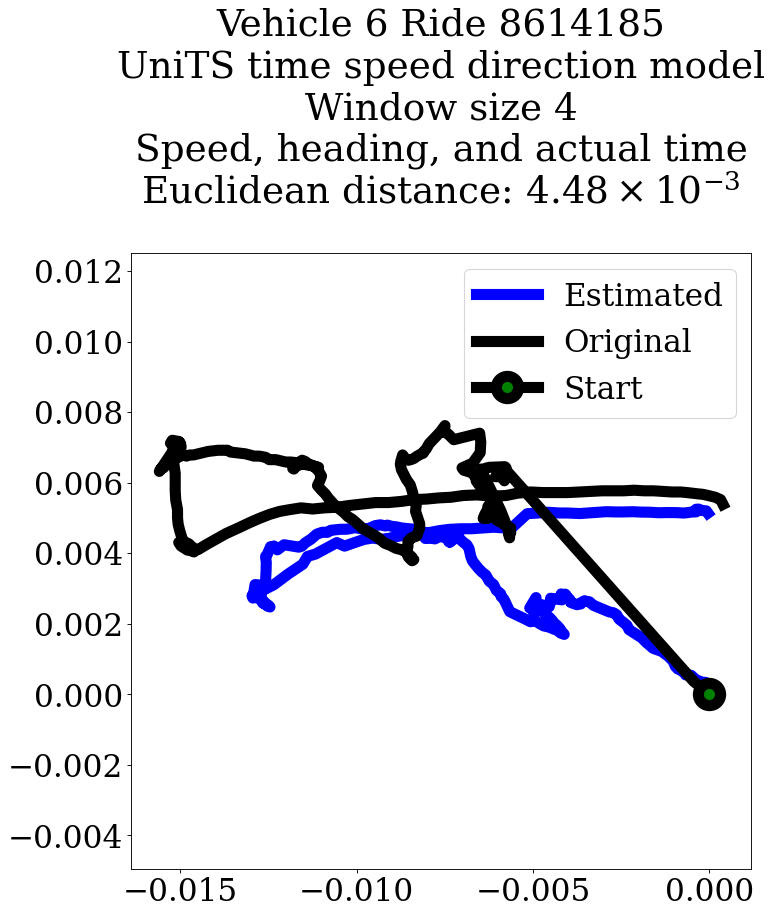 Vehicle 6 Ride 8614185
UniTS time speed direction model
Window size 4
Speed, heading, and actual time
Euclidean distance: 4.48 × 10⁻³
Estimated
Original
Start
0.012
0.010
0.008
0.006
0.004
0.002
0.000
−0.002
−0.004
−0.015 −0.010 −0.005 0.000